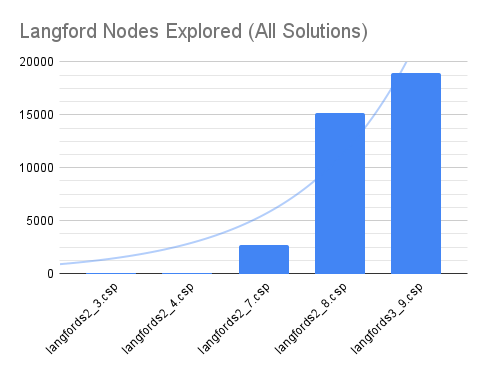 Langford Nodes Explored (All Solutions)
20000
15000
10000
5000
0
langfords2_3.csp
langfords2_4.csp
langfords2_7.csp
langfords2_8.csp
langfords3_9.csp